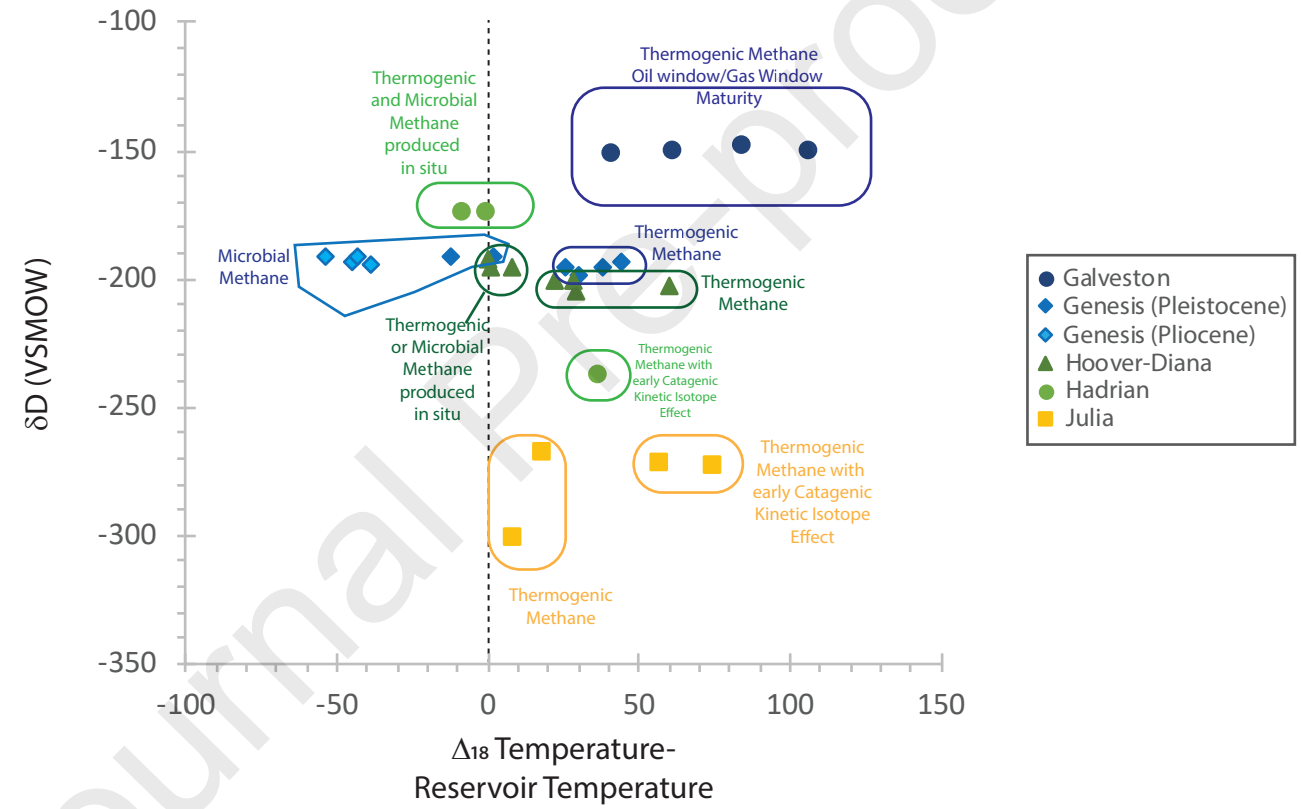 Journal Pre-proo
-100
-150
-200
-250
-300
-350
δD (VSMOW)
Thermogenic Methane
Oil window/Gas Window
Maturity
Thermogenic
and Microbial
Methane
produced
in situ
Microbial
Methane
Thermogenic
Methane
Thermogenic
Methane
Thermogenic
or Microbial
Methane
produced
in situ
Thermogenic
Methane with
early Catagenic
Kinetic Isotope
Effect
Thermogenic
Methane with
early Catagenic
Kinetic Isotope
Effect
Thermogenic
Methane
-100
-50
0
50
100
150
Δ₁₈ Temperature-
Reservoir Temperature
Galveston
Genesis (Pleistocene)
Genesis (Pliocene)
Hoover-Diana
Hadrian
Julia